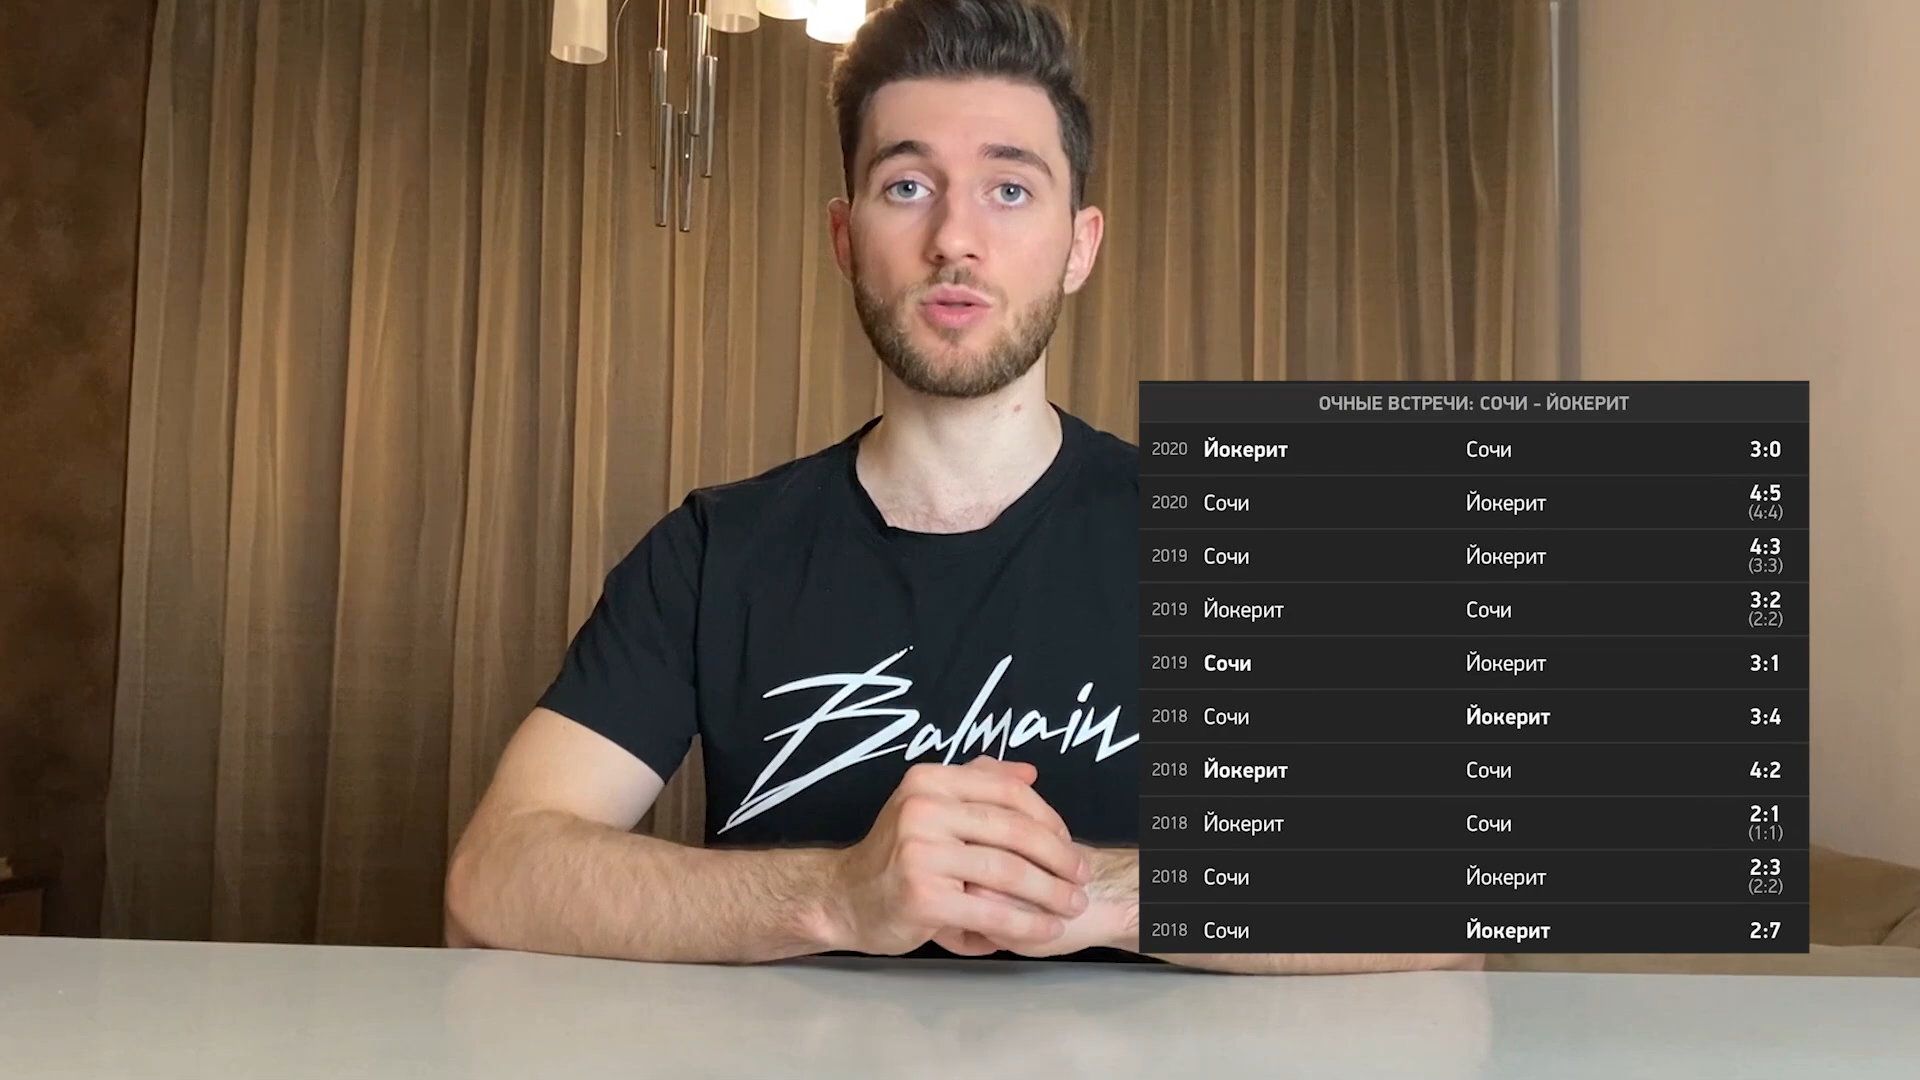 Balmain
ОЧНЫЕ ВСТРЕЧИ: СОЧИ - ЙОКЕРИТ
2020 Йокерит Сочи 3:0
2020 Сочи Йокерит 4:5 (4:4)
2019 Сочи Йокерит 4:3 (3:3)
2019 Йокерит Сочи 3:2 (2:2)
2019 Сочи Йокерит 3:1
2018 Сочи Йокерит 3:4
2018 Йокерит Сочи 4:2
2018 Йокерит Сочи 2:1 (1:1)
2018 Сочи Йокерит 2:3 (2:2)
2018 Сочи Йокерит 2:7